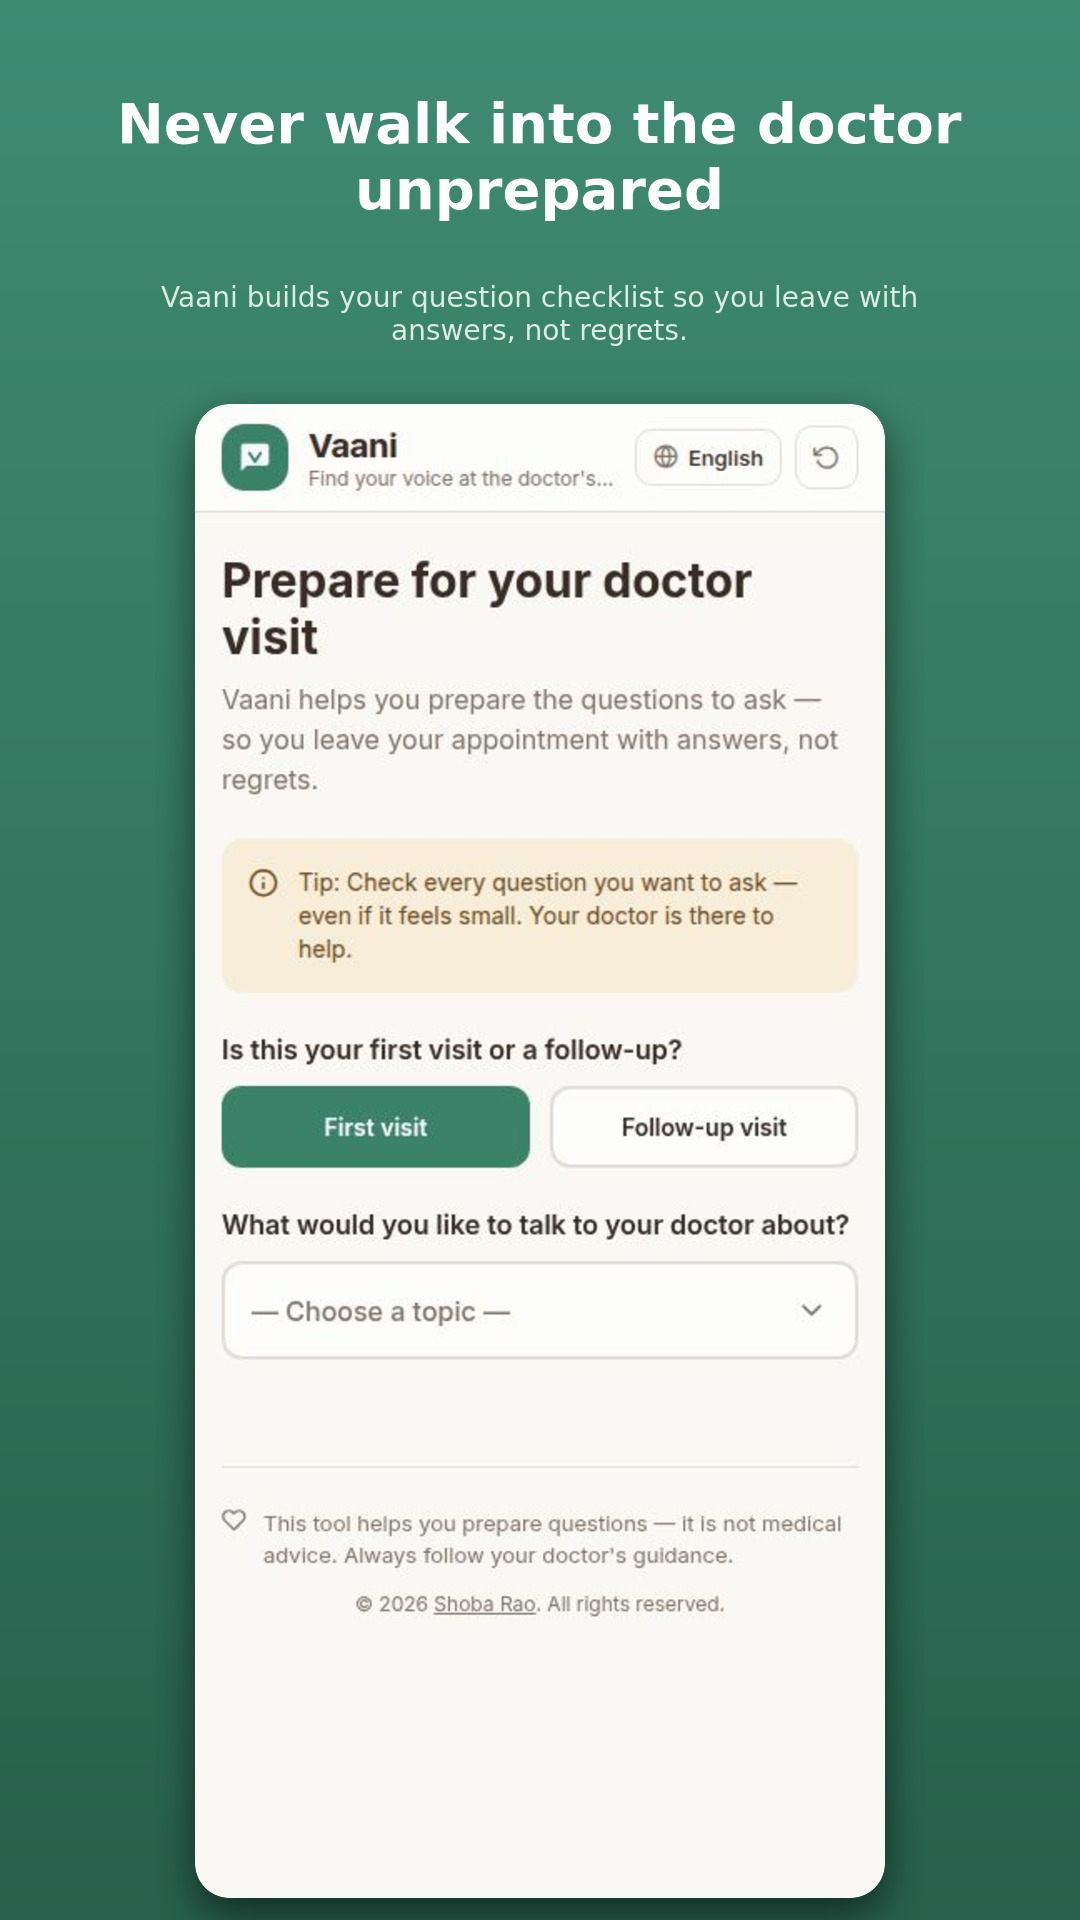 Never walk into the doctor
unprepared
Vaani builds your question checklist so you leave with
answers, not regrets.
Vaani
Find your voice at the doctor's...
English
Prepare for your doctor
visit
Vaani helps you prepare the questions to ask —
so you leave your appointment with answers, not
regrets.
Tip: Check every question you want to ask —
even if it feels small. Your doctor is there to
help.
Is this your first visit or a follow-up?
First visit
Follow-up visit
What would you like to talk to your doctor about?
— Choose a topic —
This tool helps you prepare questions — it is not medical
advice. Always follow your doctor's guidance.
© 2026 Shoba Rao. All rights reserved.